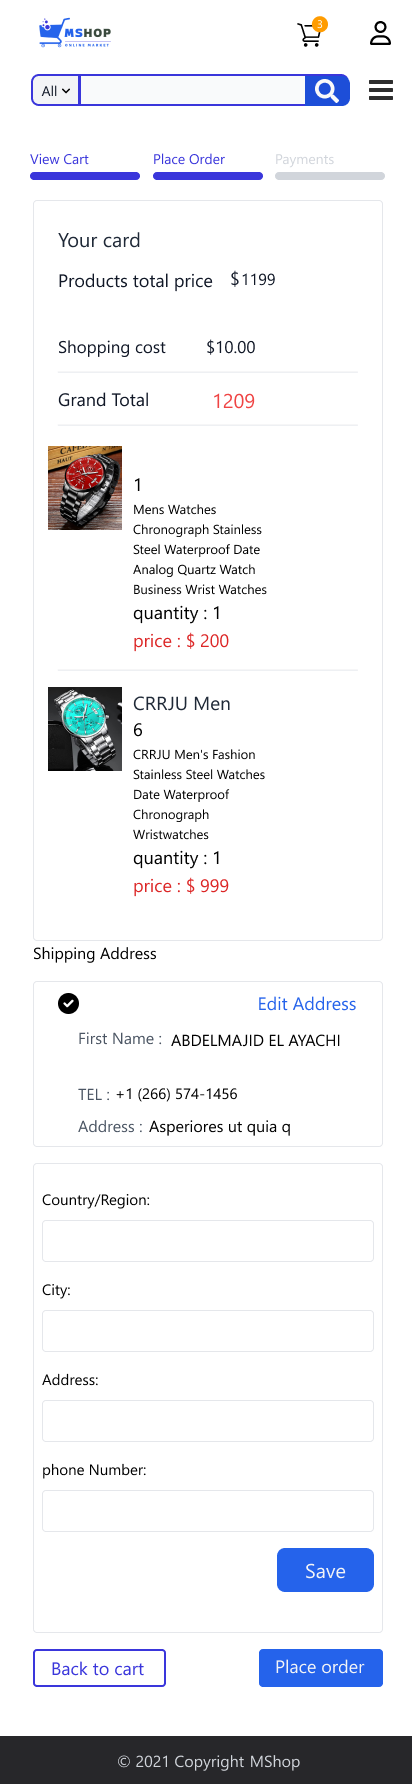 MSHOP
ONLINE MARKET
3
All
View Cart
Place Order
Payments
Your card
Products total price $1199
Shopping cost $10.00
Grand Total 1209
1
Mens Watches
Chronograph Stainless
Steel Waterproof Date
Analog Quartz Watch
Business Wrist Watches
quantity : 1
price : $ 200
CRRJU Men
6
CRRJU Men's Fashion
Stainless Steel Watches
Date Waterproof
Chronograph
Wristwatches
quantity : 1
price : $ 999
Shipping Address
Edit Address
First Name : ABDELMAJID EL AYACHI
TEL : +1 (266) 574-1456
Address : Asperiores ut quia q
Country/Region:
City:
Address:
phone Number:
Save
Back to cart
Place order
© 2021 Copyright MShop